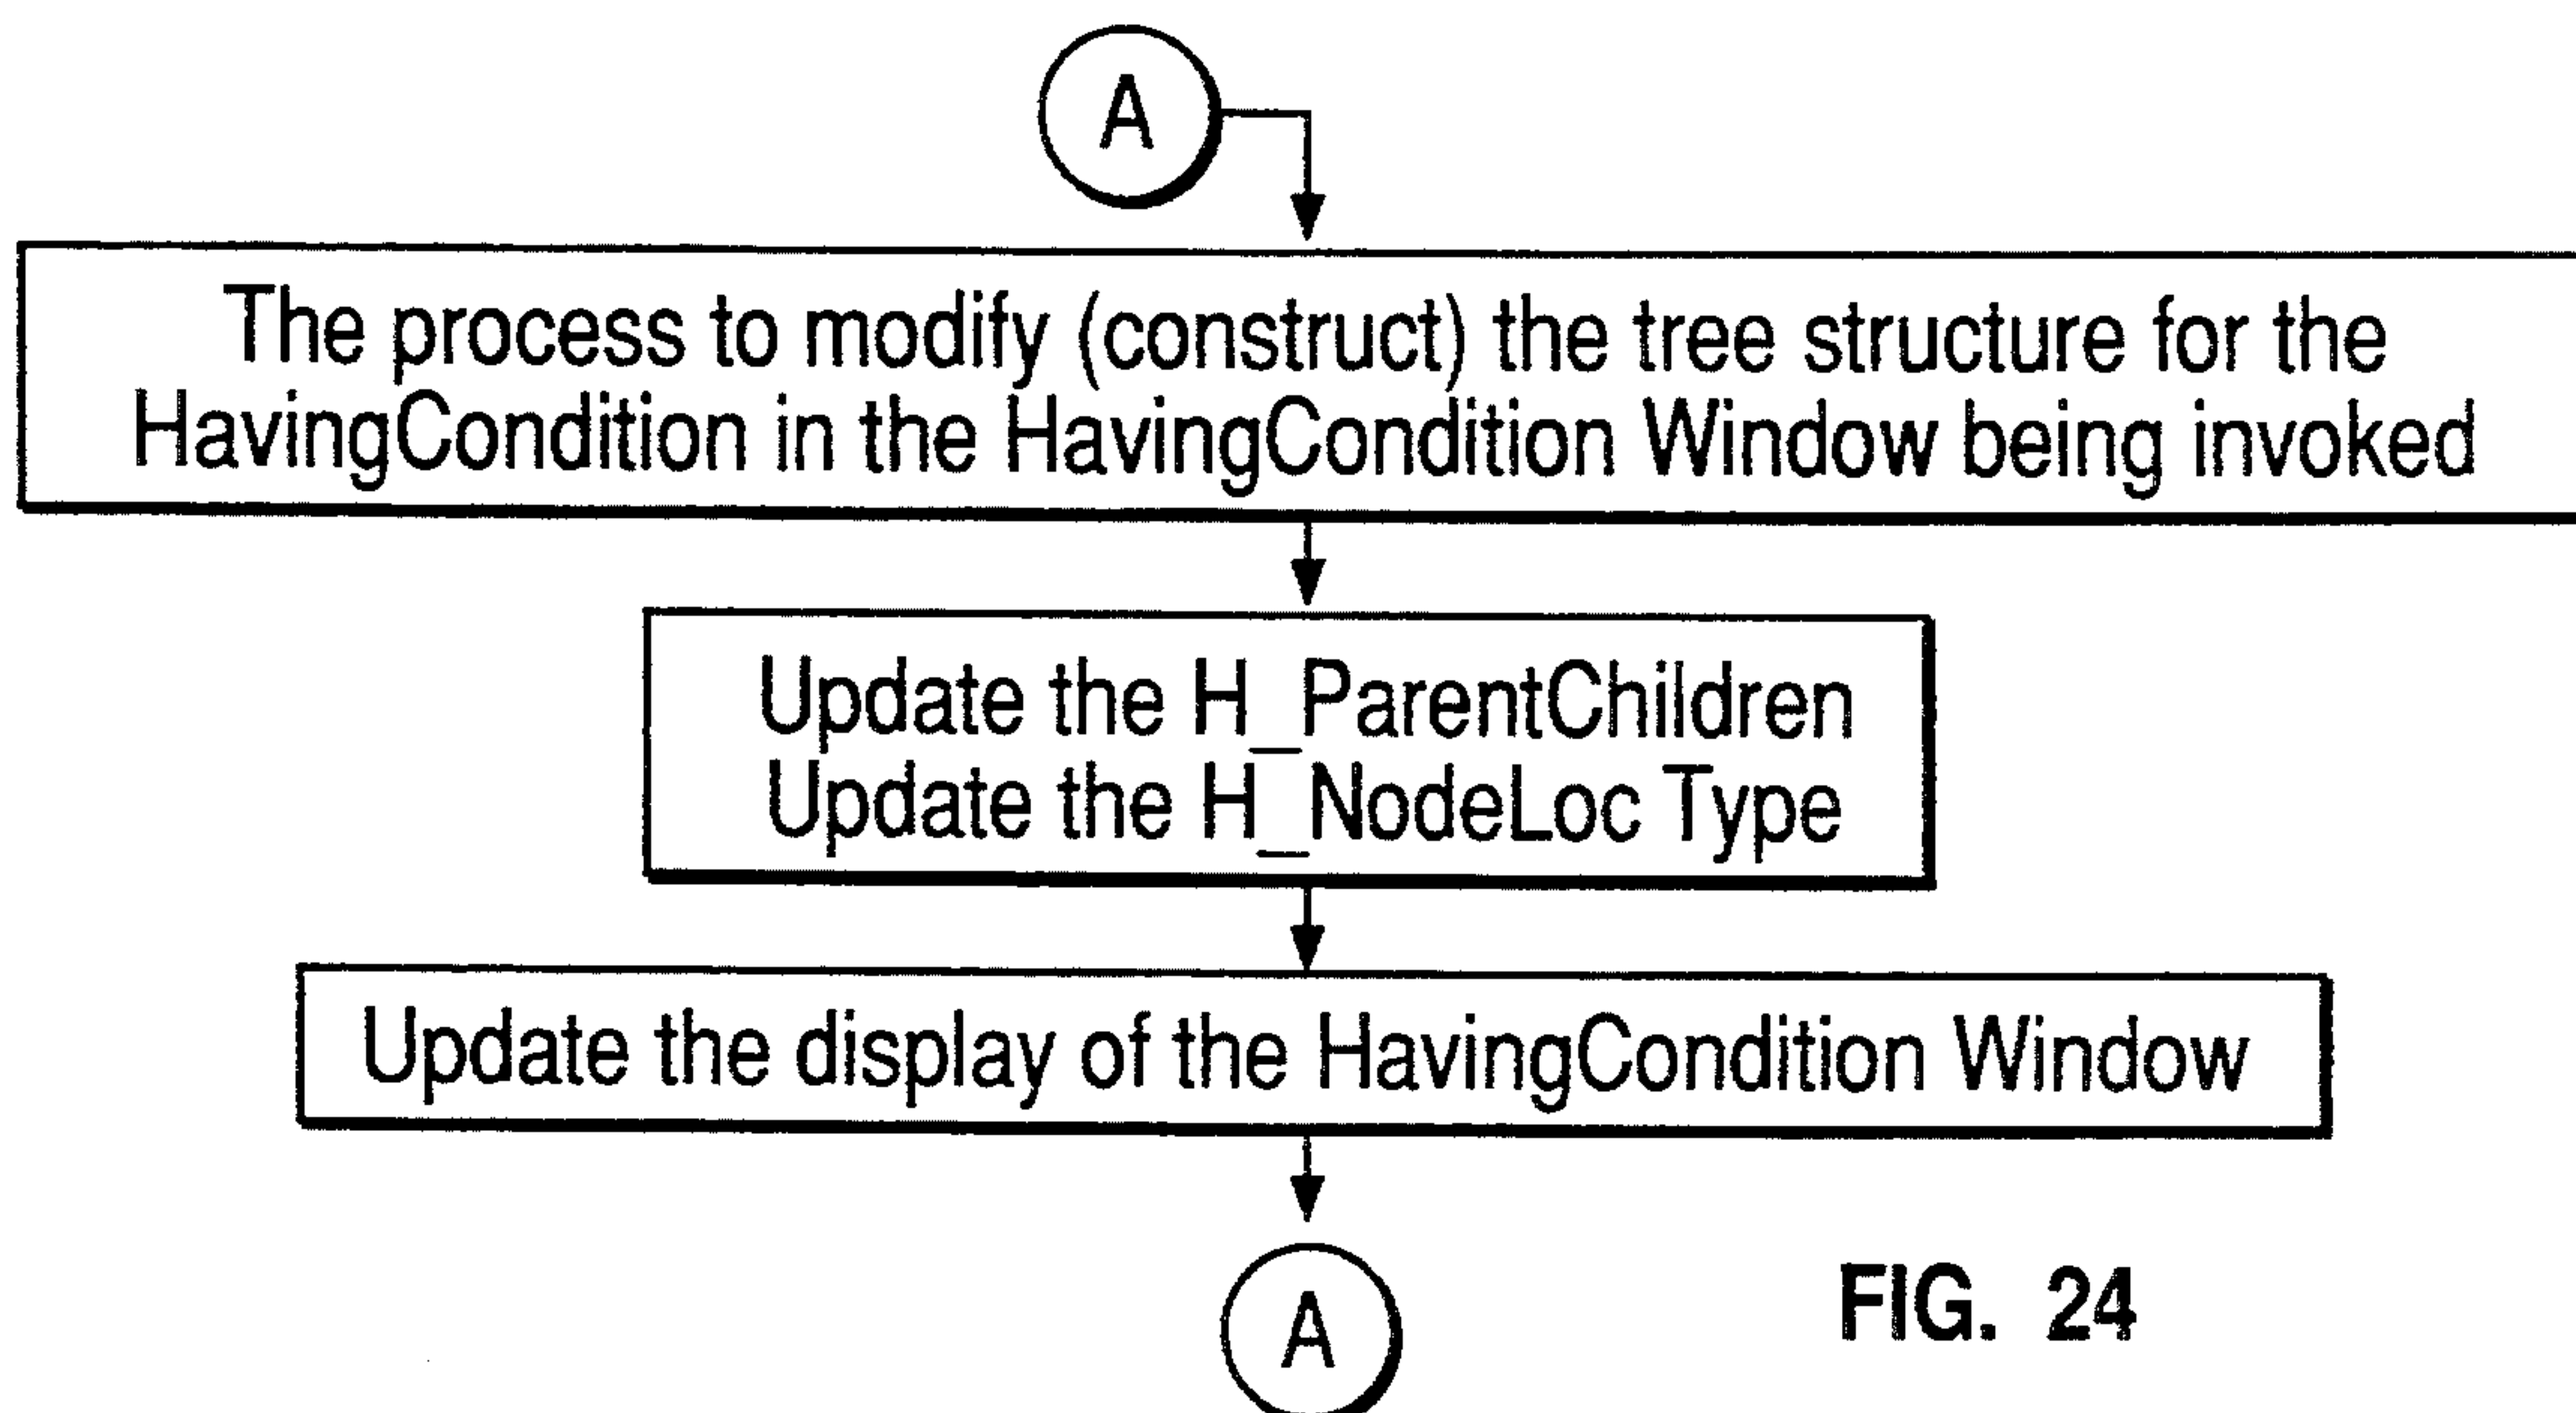 A
The process to modify (construct) the tree structure for the
HavingCondition in the HavingCondition Window being invoked
Update the H_ParentChildren
Update the H_NodeLoc Type
Update the display of the HavingCondition Window
A
FIG. 24